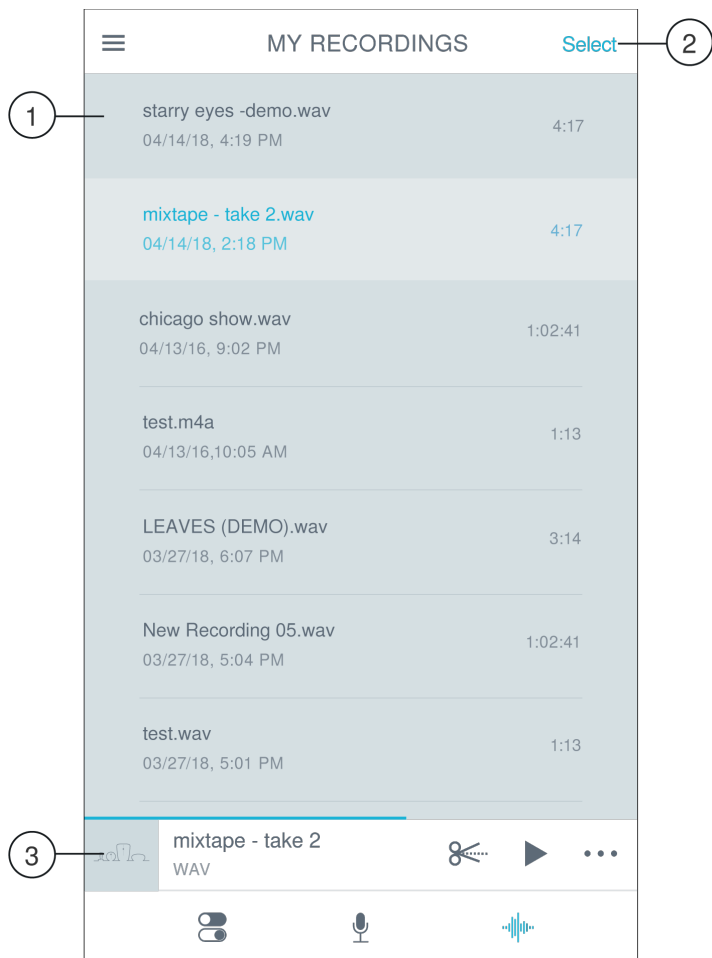 MY RECORDINGS
Select
2
1
starry eyes -demo.wav
4:17
04/14/18, 4:19 PM
mixtape - take 2.wav
4:17
04/14/18, 2:18 PM
chicago show.wav
1:02:41
04/13/16, 9:02 PM
test.m4a
1:13
04/13/16,10:05 AM
LEAVES (DEMO).wav
3:14
03/27/18, 6:07 PM
New Recording 05.wav
1:02:41
03/27/18, 5:04 PM
test.wav
1:13
03/27/18, 5:01 PM
3
mixtape - take 2
WAV